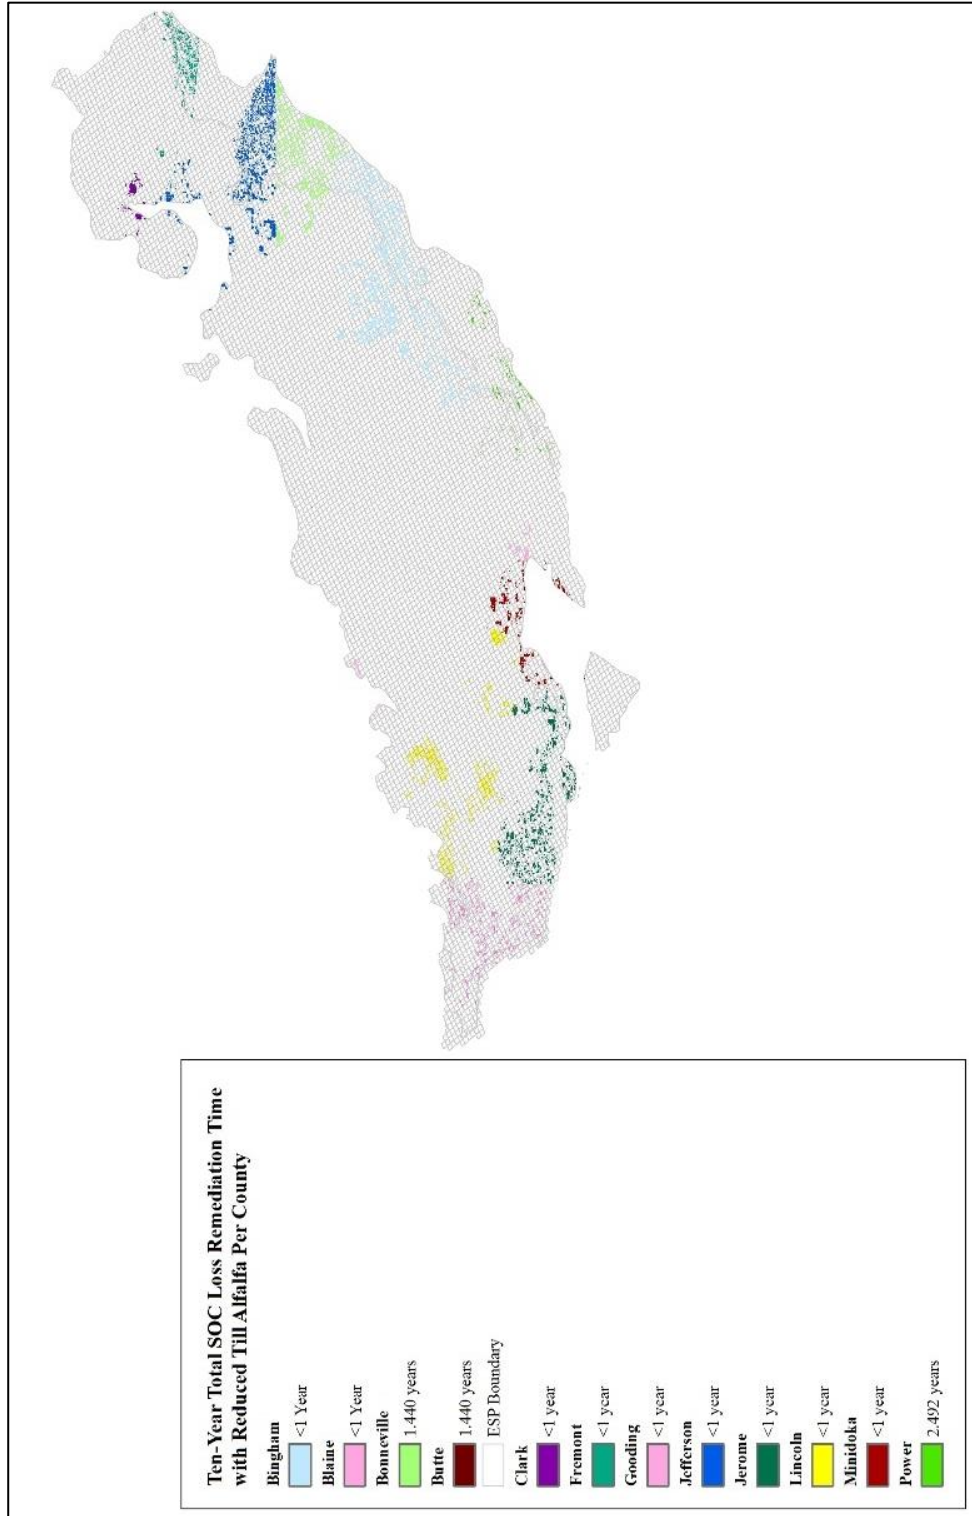 Ten-Year Total SOC Loss Remediation Time
with Reduced Till Alfalfa Per County
Bingham
<1 Year
Blaine
<1 Year
Bonneville
1.440 years
Butte
1.440 years
ESP Boundary
Clark
<1 year
Fremont
<1 year
Gooding
<1 year
Jefferson
<1 year
Jerome
<1 year
Lincoln
<1 year
Minidoka
<1 year
Power
2.492 years